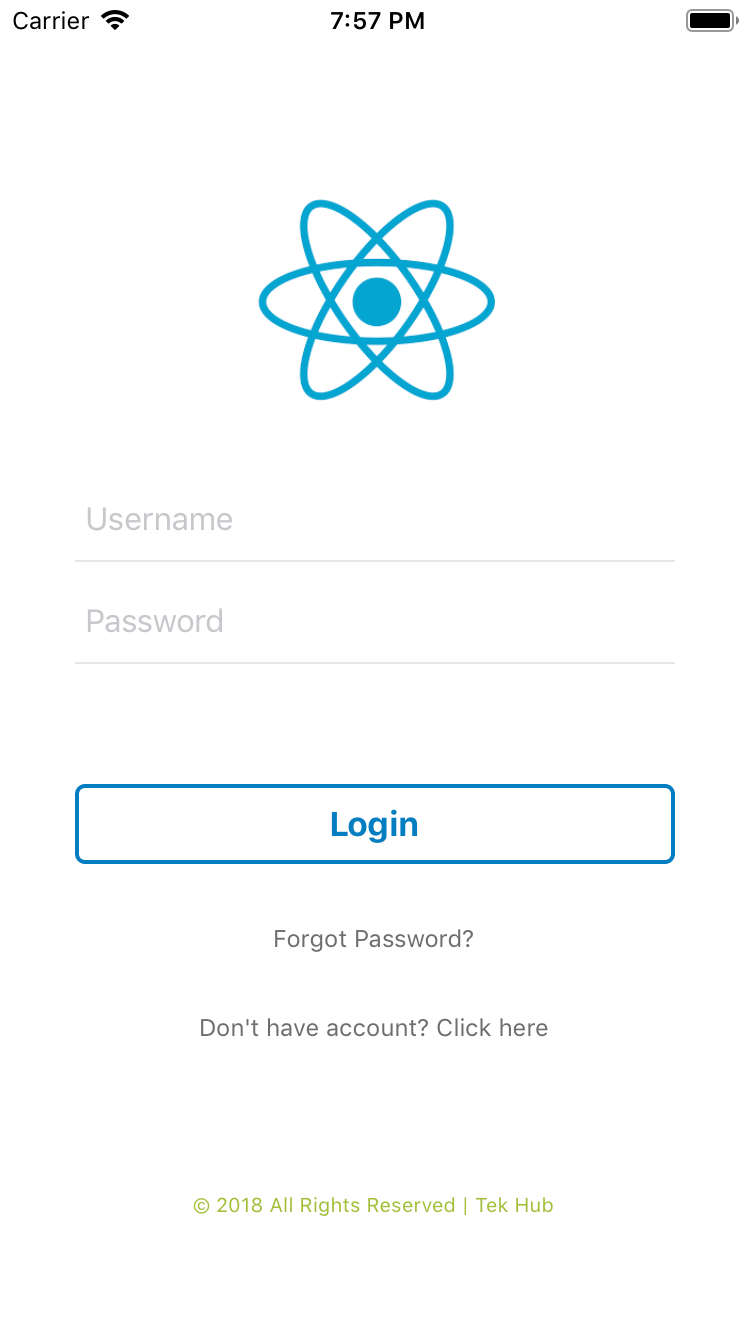 Carrier 7:57 PM
Username
Password
Login
Forgot Password?
Don't have account? Click here
© 2018 All Rights Reserved | Tek Hub